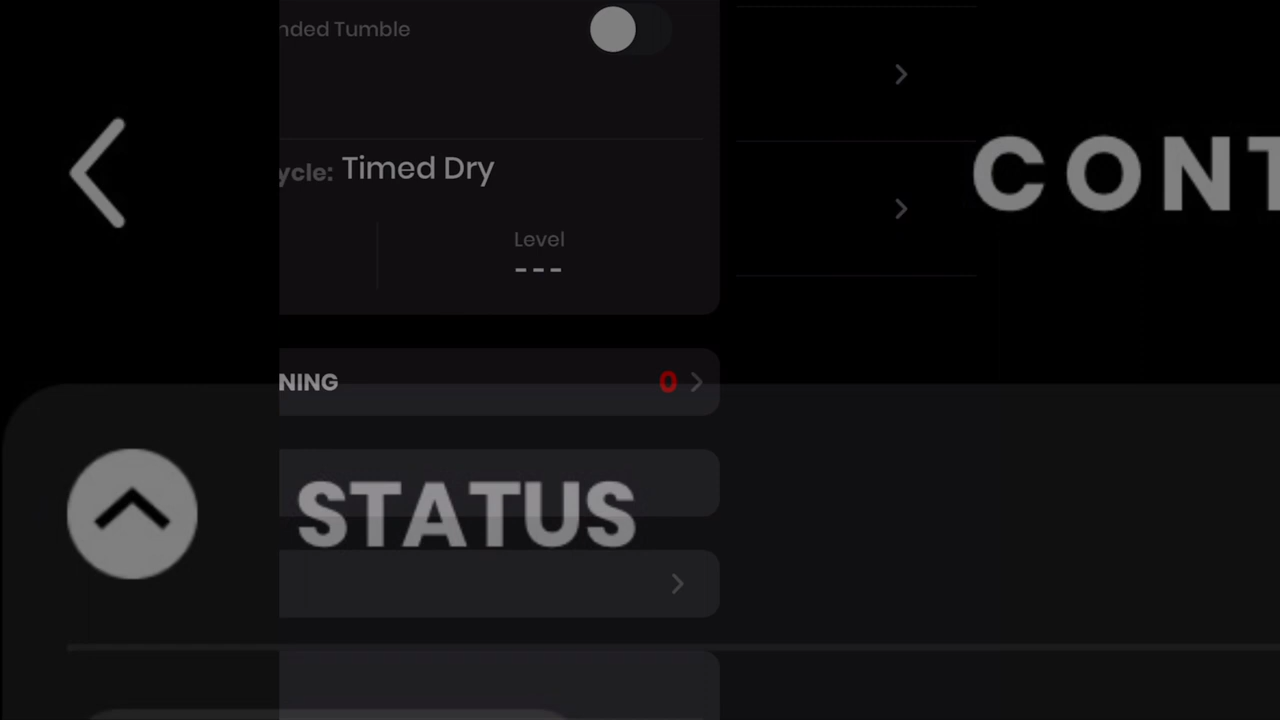 nded Tumble
ycle: Timed Dry
CONT
Level
---
NING
0
STATUS